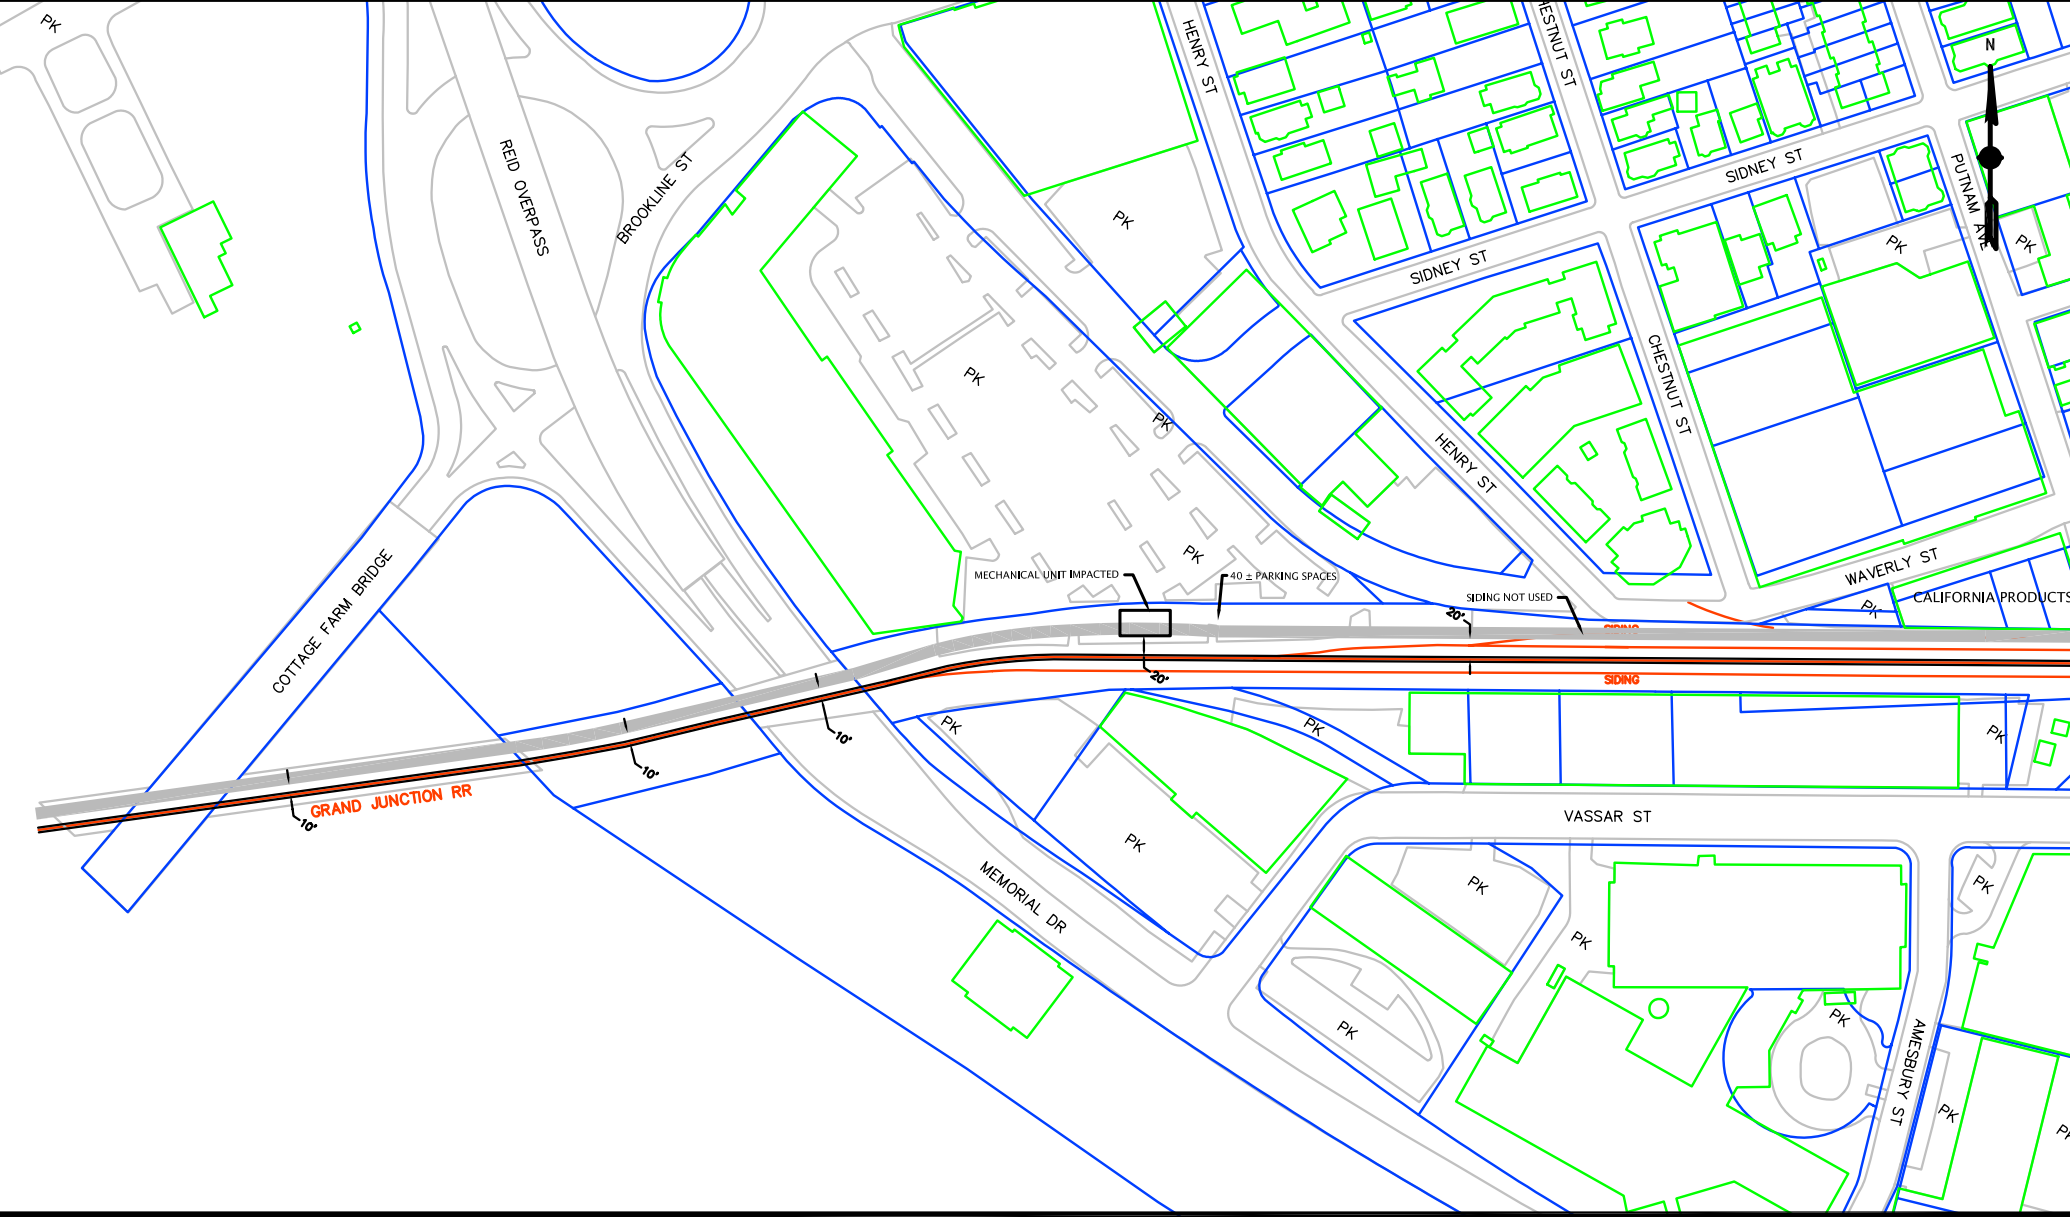 PK
HENRY ST
N
REID OVERPASS
BROOKLINE ST
SIDNEY ST
PUTNAM AVE
PK
PK
PK
SIDNEY ST
PK
CHESTNUT ST
PK
HENRY ST
PK
WAVERLY ST
COTTAGE FARM BRIDGE
MECHANICAL UNIT IMPACTED
40 ± PARKING SPACES
SIDING NOT USED
PK
CALIFORNIA PRODUCTS
20'
SIDING
20'
SIDING
PK
PK
PK
10'
10'
10'
GRAND JUNCTION RR
VASSAR ST
PK
MEMORIAL DR
PK
PK
PK
PK
PK
AMESBURY ST
PK